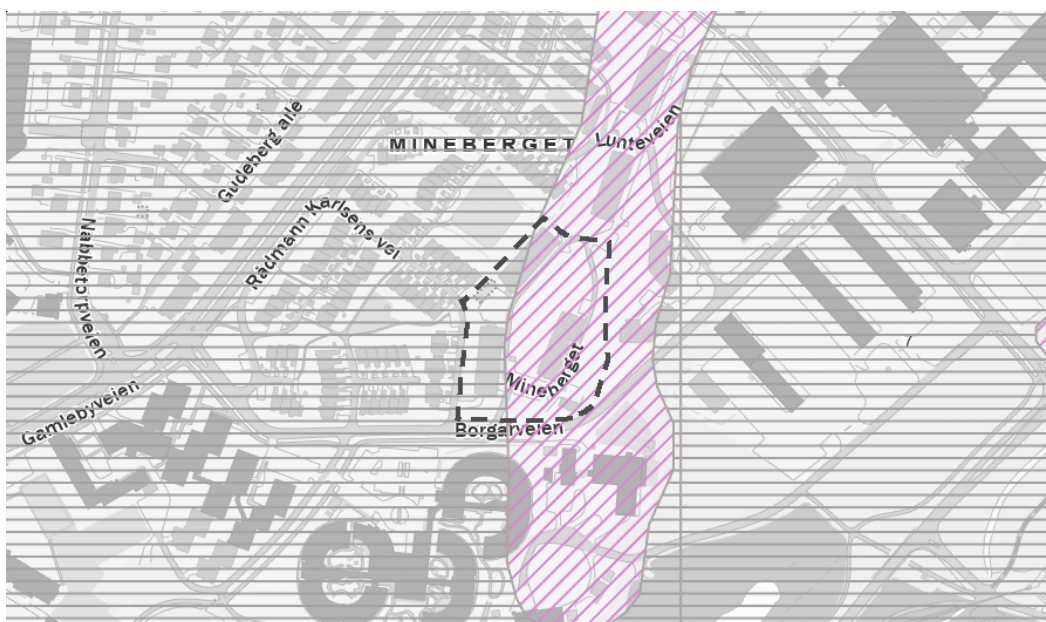 MINEBERGET
Lunteveien
Gudeberg alle
Rådmann Karlsens vei
Nabbetorpveien
Mineberget
Gamlebyveien
Borgarveien